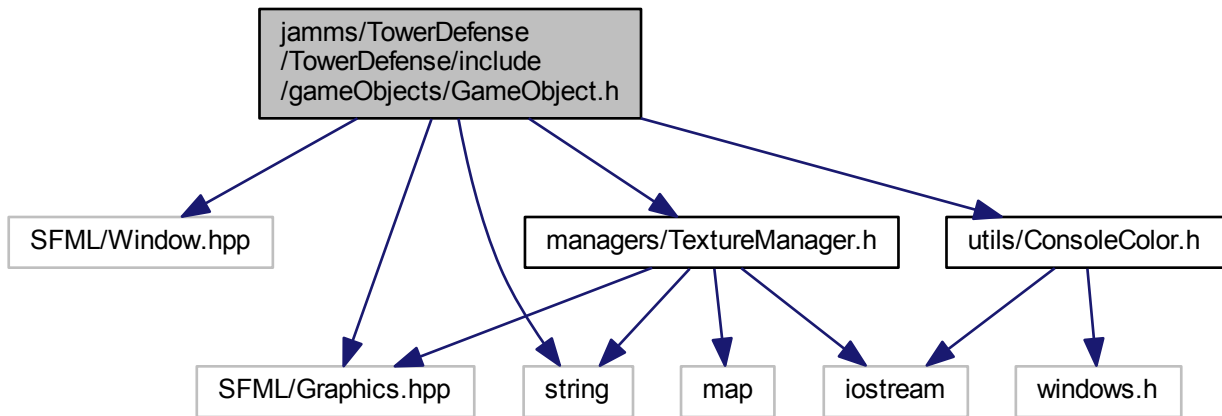 jamms/TowerDefense
/TowerDefense/include
/gameObjects/GameObject.h
SFML/Window.hpp
managers/TextureManager.h
utils/ConsoleColor.h
SFML/Graphics.hpp
string
map
iostream
windows.h